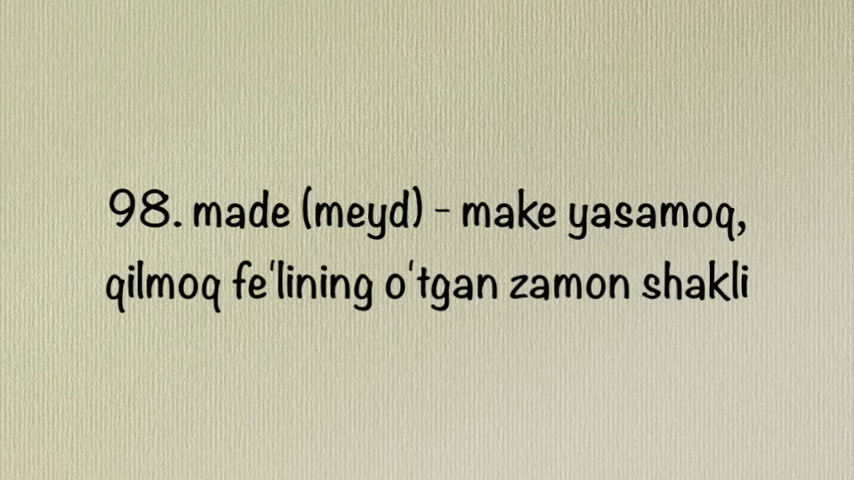 98. made (meyd) - make yasamoq,
qilmoq fe'lining o'tgan zamon shakli